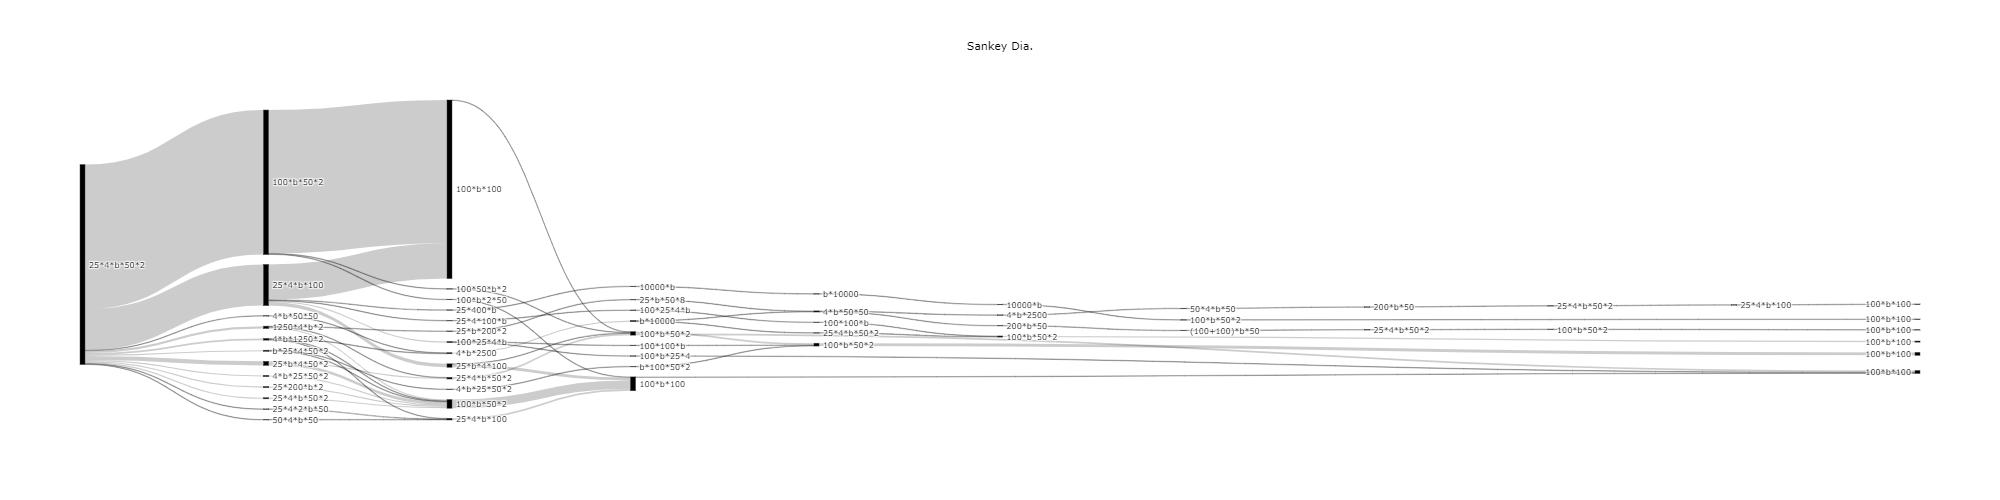 Sankey Dia.
25*4*b*50*2
100*b*50*2
25*4*b*100
4*b*50*50
1250*4*b*2
4*b*1250*2
b*25*4*50*2
25*b*4*50*2
4*b*25*50*2
25*200*b*2
25*4*b*50*2
25*4*2*b*50
50*4*b*50
100*b*100
100*50*b*2
100*b*2*50
25*400*b
25*4*100*b
25*b*200*2
100*25*4*b
4*b*2500
25*b*4*100
25*4*b*50*2
4*b*25*50*2
100*b*50*2
25*4*b*100
10000*b
25*b*50*8
100*25*4*b
b*10000
100*b*50*2
100*100*b
100*b*25*4
b*100*50*2
100*b*100
b*10000
4*b*50*50
100*100*b
25*4*b*50*2
100*b*50*2
10000*b
4*b*2500
200*b*50
100*b*50*2
50*4*b*50
100*b*50*2
(100+100)*b*50
200*b*50
25*4*b*50*2
25*4*b*50*2
100*b*50*2
25*4*b*100
100*b*100
100*b*100
100*b*100
100*b*100
100*b*100
100*b*100